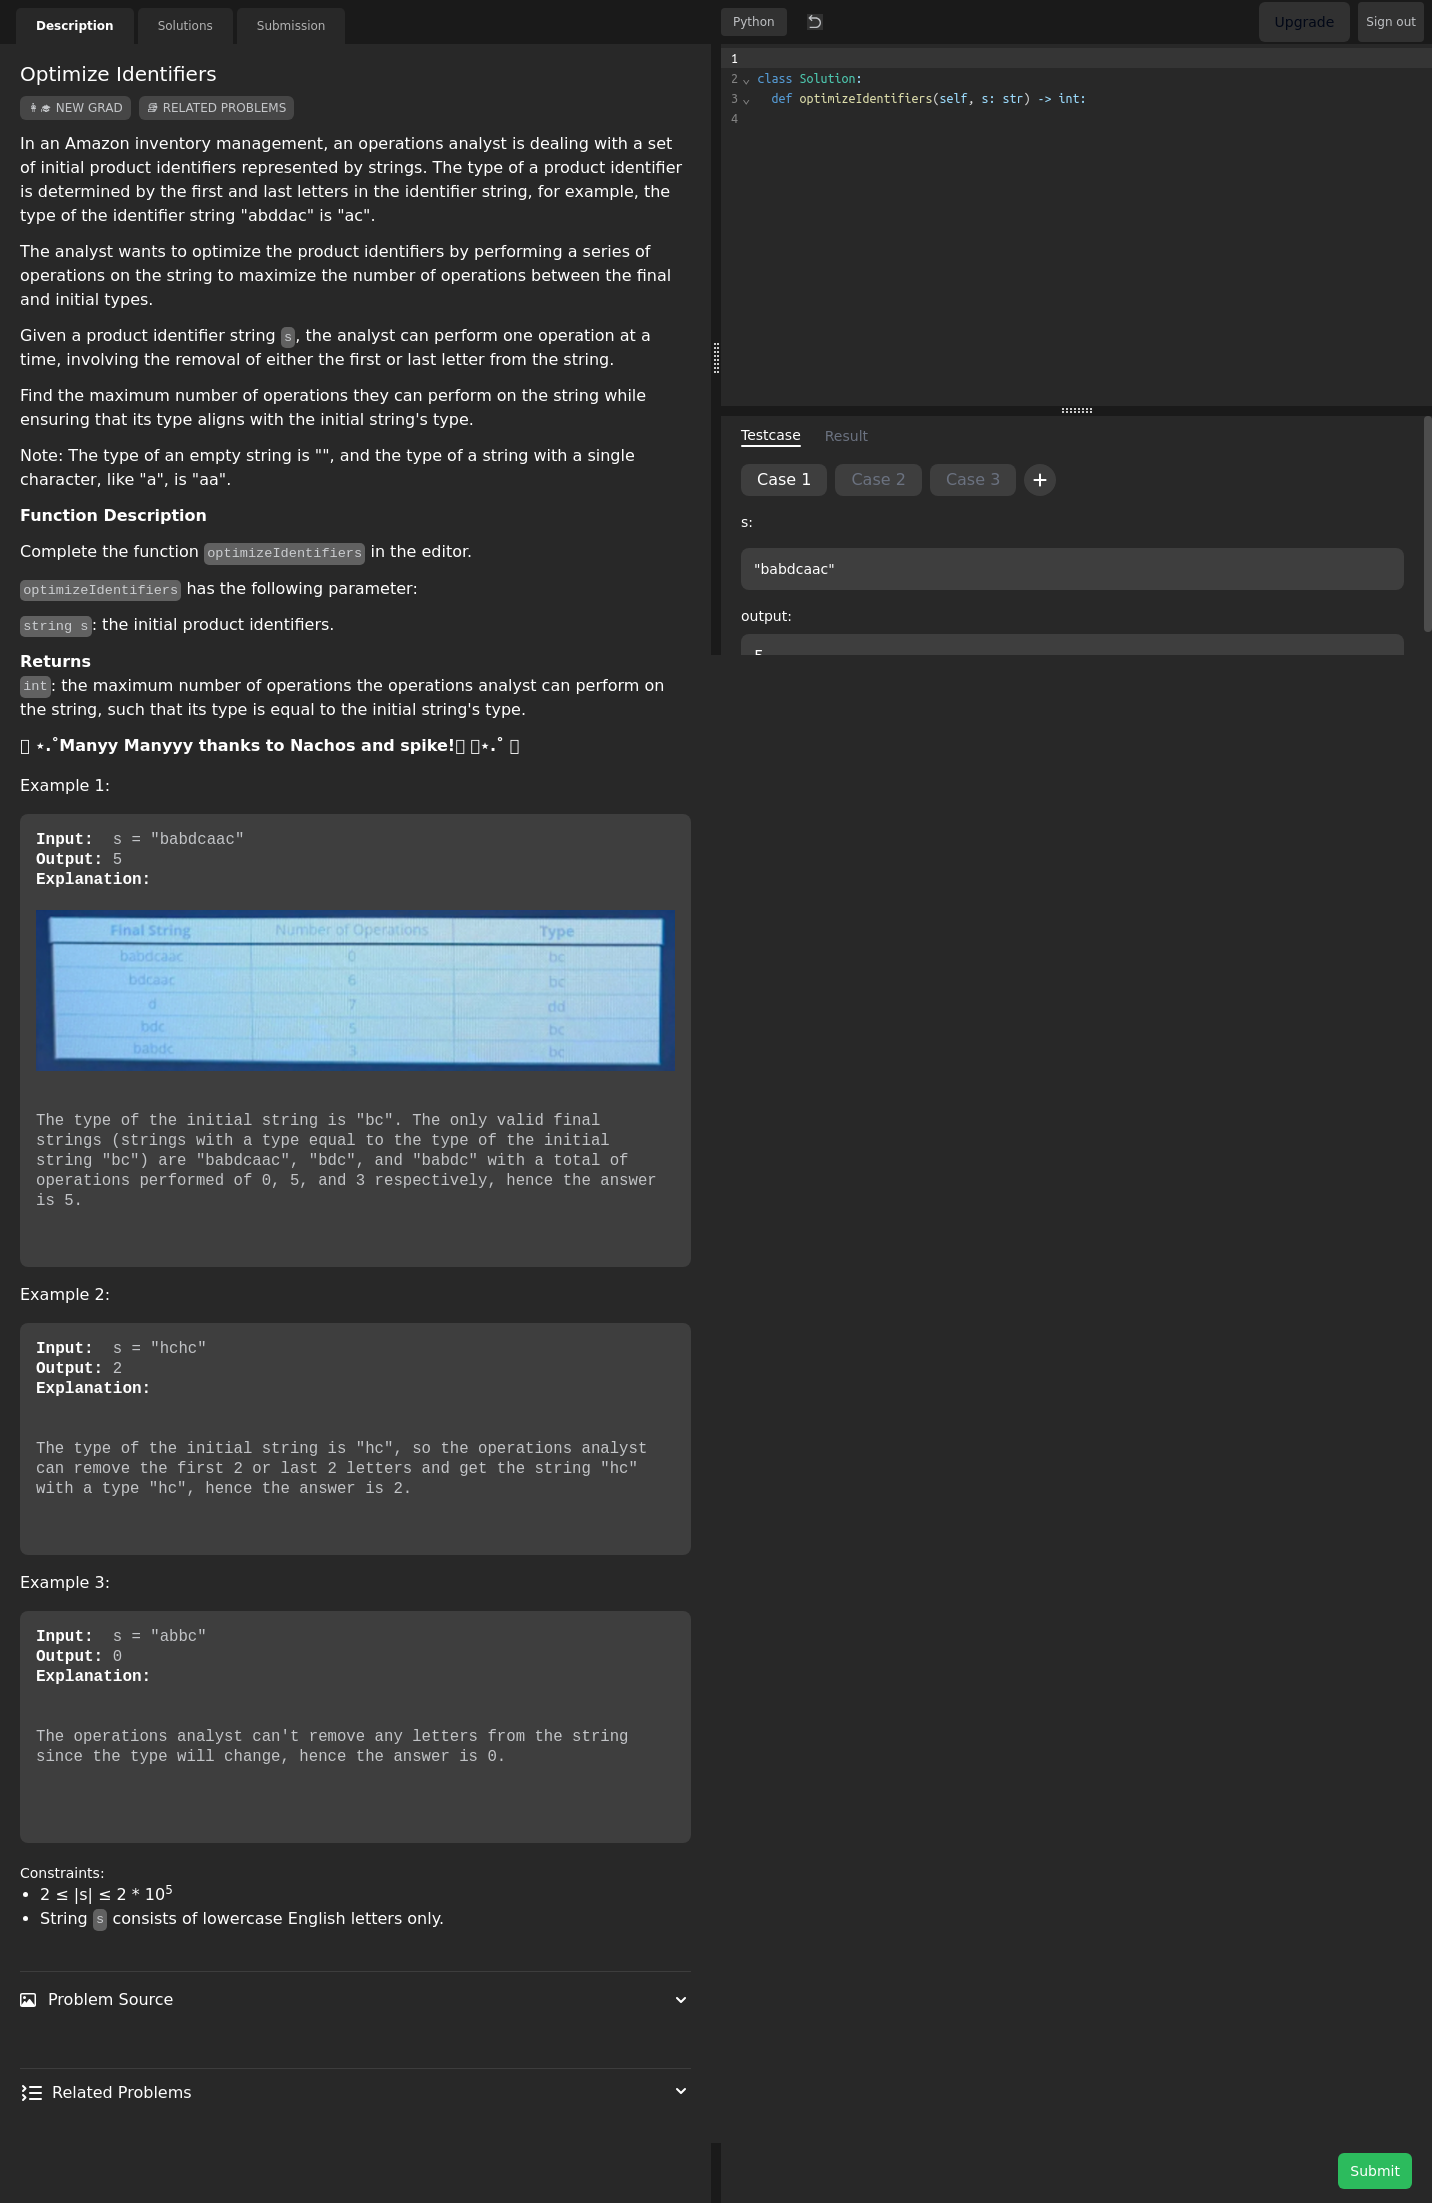 Description
Solutions
Submission
Optimize Identifiers
NEW GRAD
RELATED PROBLEMS
In an Amazon inventory management, an operations analyst is dealing with a set
of initial product identifiers represented by strings. The type of a product identifier
is determined by the first and last letters in the identifier string, for example, the
type of the identifier string "abddac" is "ac".
The analyst wants to optimize the product identifiers by performing a series of
operations on the string to maximize the number of operations between the final
and initial types.
Given a product identifier string s, the analyst can perform one operation at a
time, involving the removal of either the first or last letter from the string.
Find the maximum number of operations they can perform on the string while
ensuring that its type aligns with the initial string's type.
Note: The type of an empty string is "", and the type of a string with a single
character, like "a", is "aa".
Function Description
Complete the function optimizeIdentifiers in the editor.
optimizeIdentifiers has the following parameter:
string s: the initial product identifiers.
Returns
int: the maximum number of operations the operations analyst can perform on
the string, such that its type is equal to the initial string's type.
⋆.˚Manyy Manyyy thanks to Nachos and spike! ⋆.˚
Example 1:
Input: s = "babdcaac"
Output: 5
Explanation:
Final String Number of Operations Type
babdcaac 0 bc
bdcaac 6 bc
d 7 dd
bdc 5 bc
babdc 3 bc
The type of the initial string is "bc". The only valid final
strings (strings with a type equal to the type of the initial
string "bc") are "babdcaac", "bdc", and "babdc" with a total of
operations performed of 0, 5, and 3 respectively, hence the answer
is 5.
Example 2:
Input: s = "hchc"
Output: 2
Explanation:
The type of the initial string is "hc", so the operations analyst
can remove the first 2 or last 2 letters and get the string "hc"
with a type "hc", hence the answer is 2.
Example 3:
Input: s = "abbc"
Output: 0
Explanation:
The operations analyst can't remove any letters from the string
since the type will change, hence the answer is 0.
Constraints:
• 2 ≤ |s| ≤ 2 * 10⁵
• String s consists of lowercase English letters only.
Problem Source
Related Problems
Python
Upgrade
Sign out
1
2 class Solution:
3 def optimizeIdentifiers(self, s: str) -> int:
4
Testcase
Result
Case 1
Case 2
Case 3
+
s:
"babdcaac"
output:
5
Submit